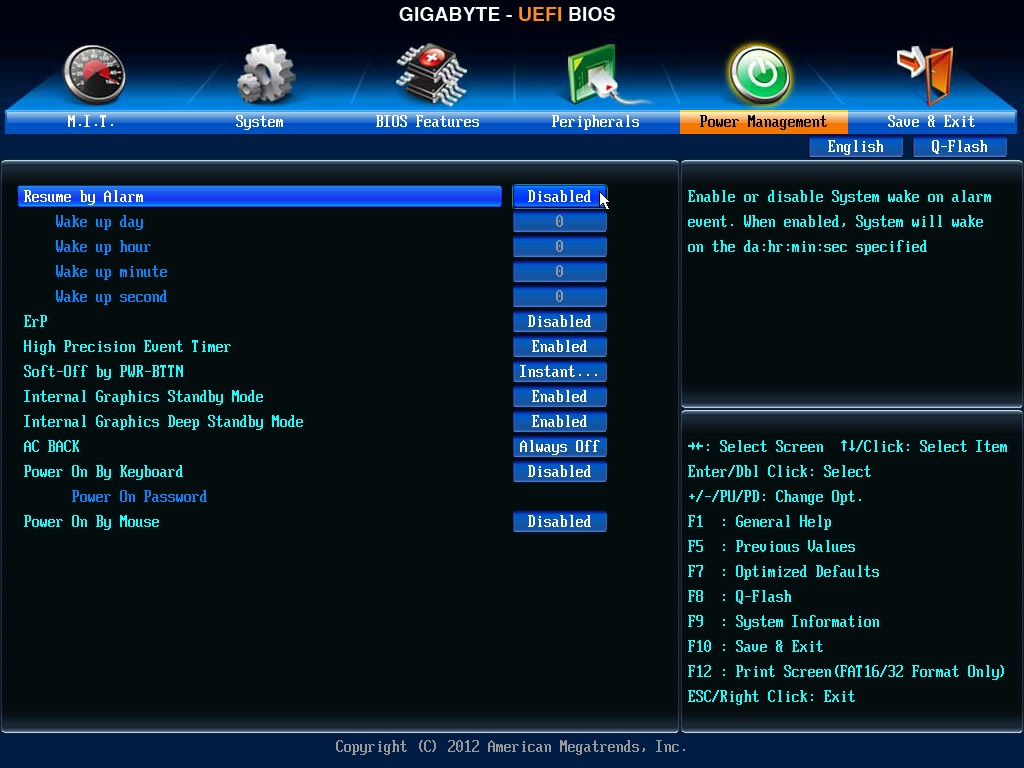 GIGABYTE - UEFI BIOS
M.I.T. System BIOS Features Peripherals Power Management Save & Exit
English Q-Flash
Resume by Alarm Disabled
Wake up day 0
Wake up hour 0
Wake up minute 0
Wake up second 0
ErP Disabled
High Precision Event Timer Enabled
Soft-Off by PWR-BTTN Instant...
Internal Graphics Standby Mode Enabled
Internal Graphics Deep Standby Mode Enabled
AC BACK Always Off
Power On By Keyboard Disabled
Power On Password
Power On By Mouse Disabled
Enable or disable System wake on alarm
event. When enabled, System will wake
on the da:hr:min:sec specified
→←: Select Screen ↑↓/Click: Select Item
Enter/Dbl Click: Select
+/-/PU/PD: Change Opt.
F1 : General Help
F5 : Previous Values
F7 : Optimized Defaults
F8 : Q-Flash
F9 : System Information
F10 : Save & Exit
F12 : Print Screen(FAT16/32 Format Only)
ESC/Right Click: Exit
Copyright (C) 2012 American Megatrends, Inc.